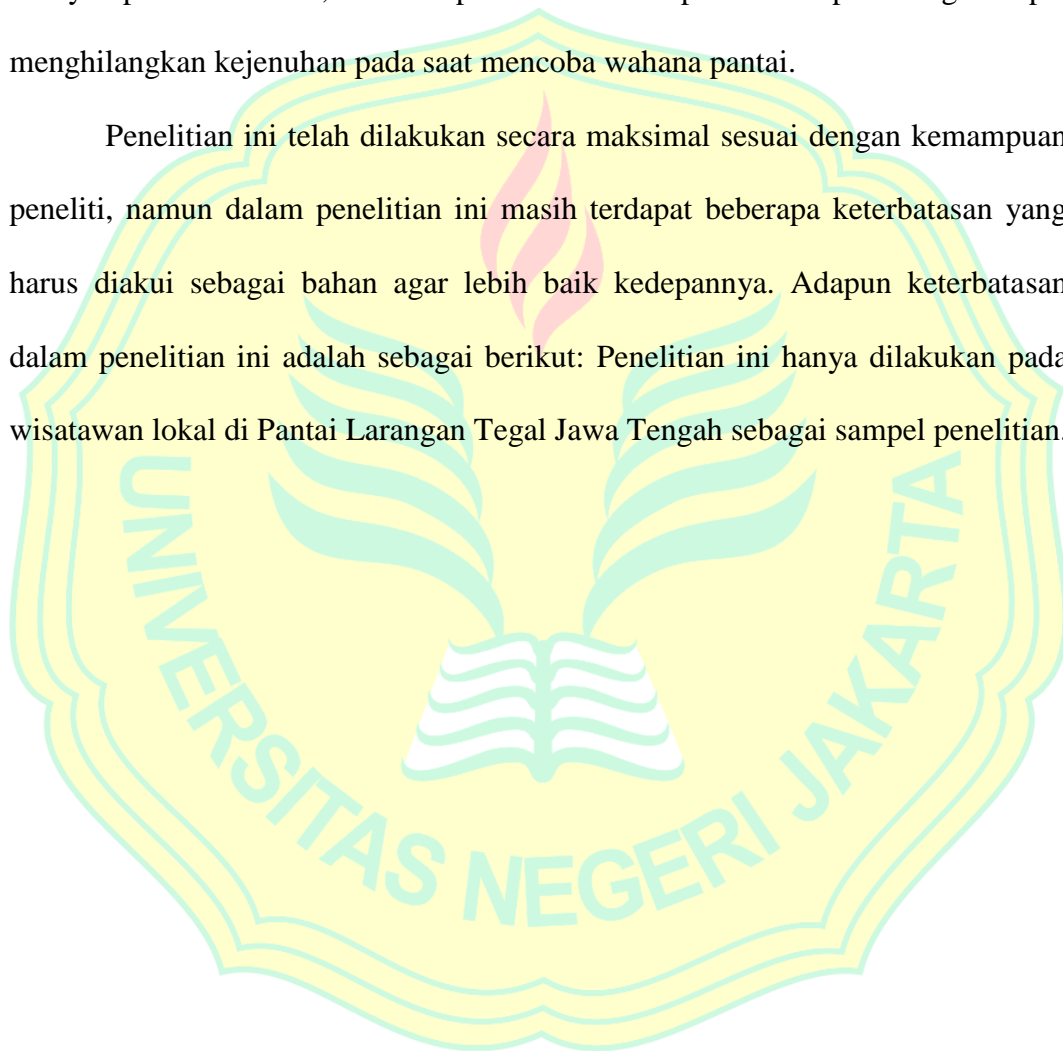 menghilangkan kejenuhan pada saat mencoba wahana pantai.
Penelitian ini telah dilakukan secara maksimal sesuai dengan kemampuan
peneliti, namun dalam penelitian ini masih terdapat beberapa keterbatasan yang
harus diakui sebagai bahan agar lebih baik kedepannya. Adapun keterbatasan
dalam penelitian ini adalah sebagai berikut: Penelitian ini hanya dilakukan pada
wisatawan lokal di Pantai Larangan Tegal Jawa Tengah sebagai sampel penelitian.
UNIVERSITAS NEGERI JAKARTA